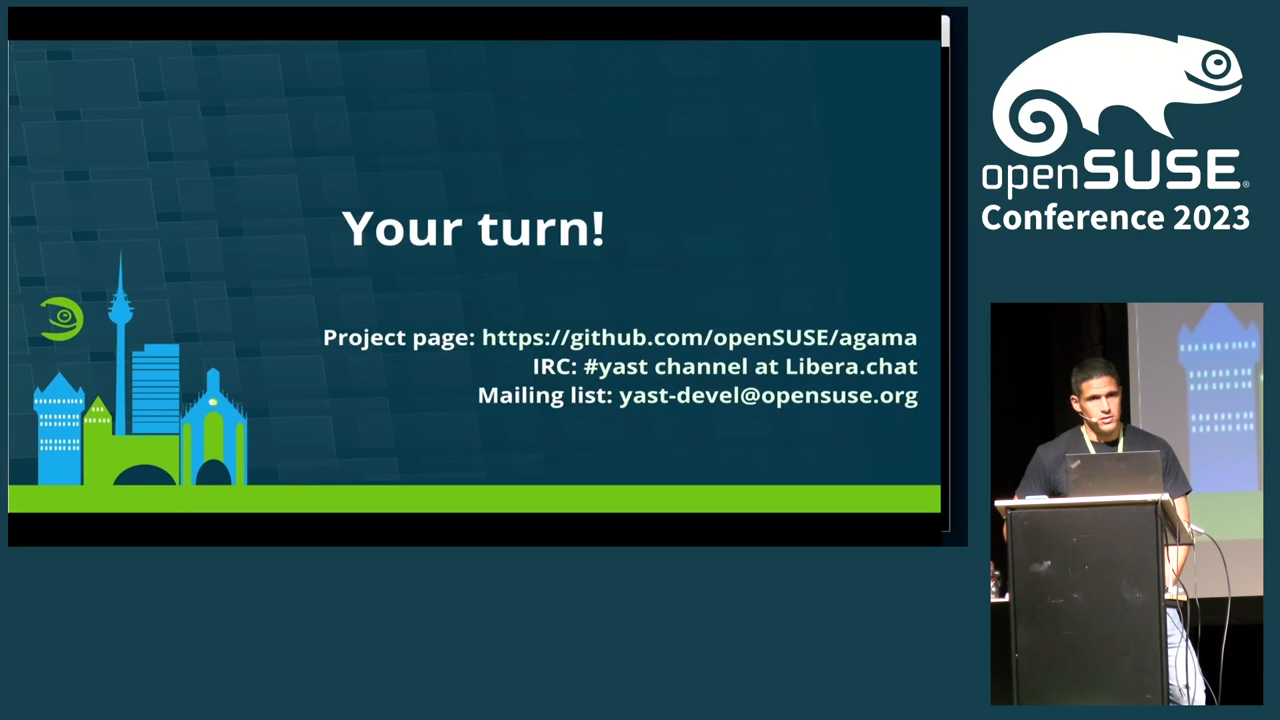 Your turn!
Project page: https://github.com/openSUSE/agama
IRC: #yast channel at Libera.chat
Mailing list: yast-devel@opensuse.org
openSUSE®
Conference 2023